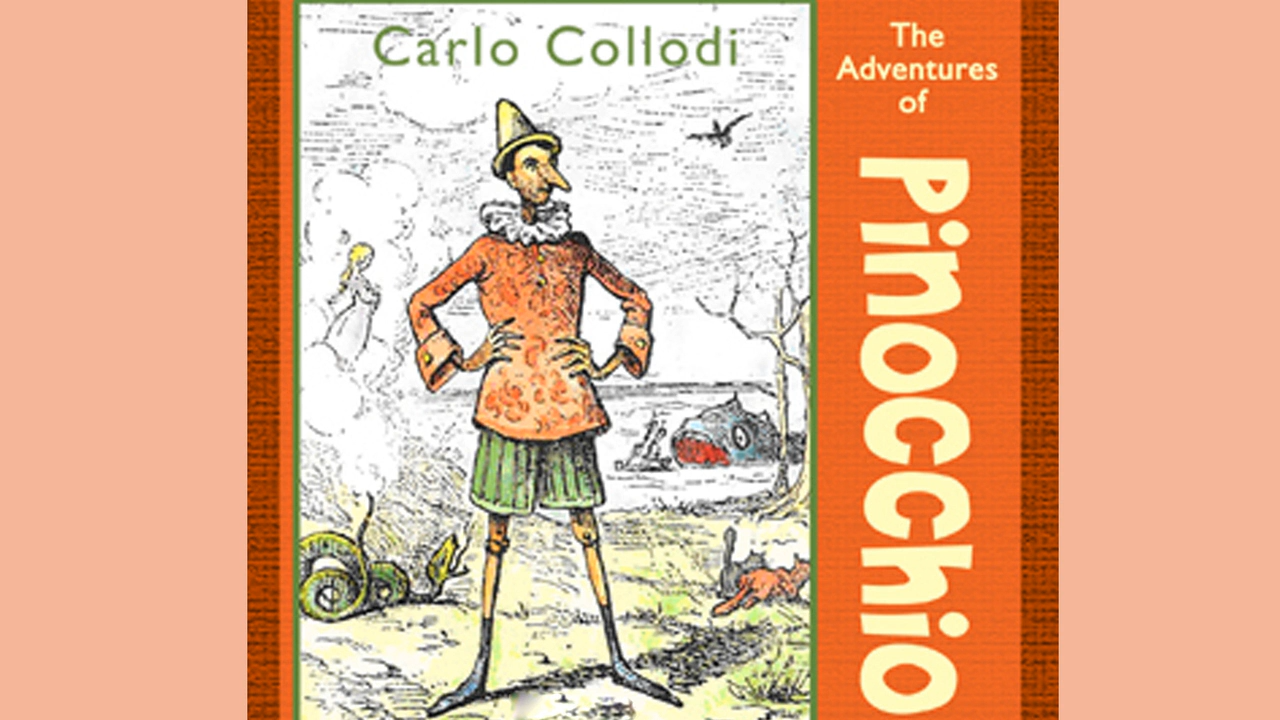 Carlo Collodi
The
Adventures
of
Pinocchio